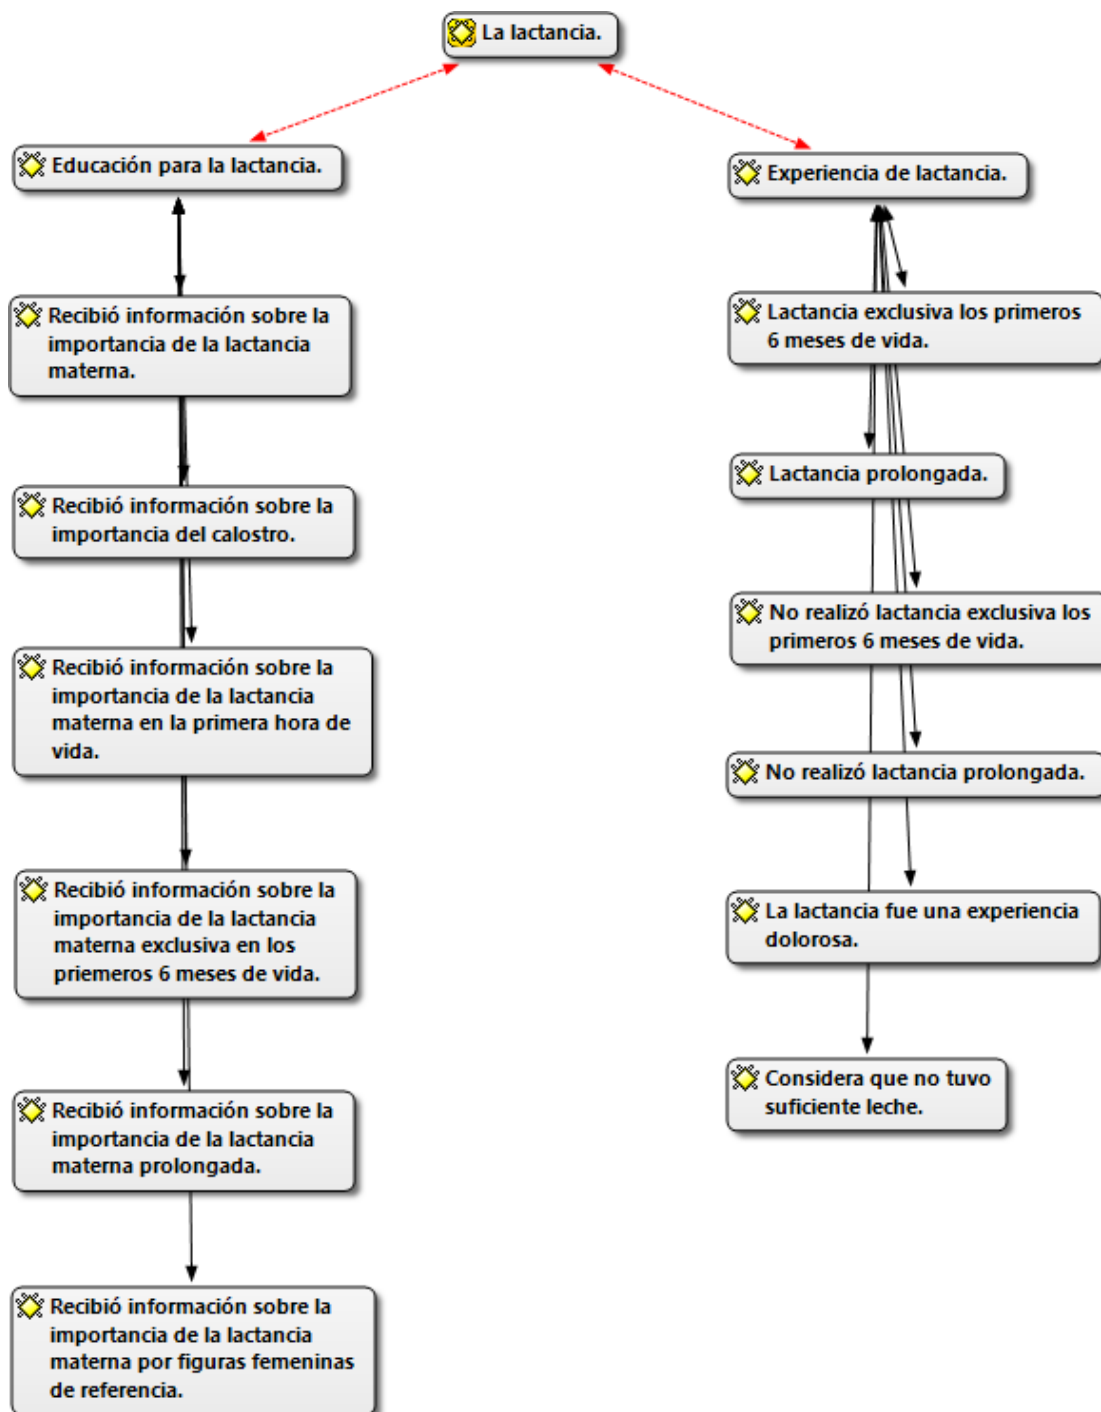 La lactancia.
Educación para la lactancia.
Recibió información sobre la
importancia de la lactancia
materna.
Recibió información sobre la
importancia del calostro.
Recibió información sobre la
importancia de la lactancia
materna en la primera hora de
vida.
Recibió información sobre la
importancia de la lactancia
materna exclusiva en los
priemeros 6 meses de vida.
Recibió información sobre la
importancia de la lactancia
materna prolongada.
Recibió información sobre la
importancia de la lactancia
materna por figuras femeninas
de referencia.
Experiencia de lactancia.
Lactancia exclusiva los primeros
6 meses de vida.
Lactancia prolongada.
No realizó lactancia exclusiva los
primeros 6 meses de vida.
No realizó lactancia prolongada.
La lactancia fue una experiencia
dolorosa.
Considera que no tuvo
suficiente leche.